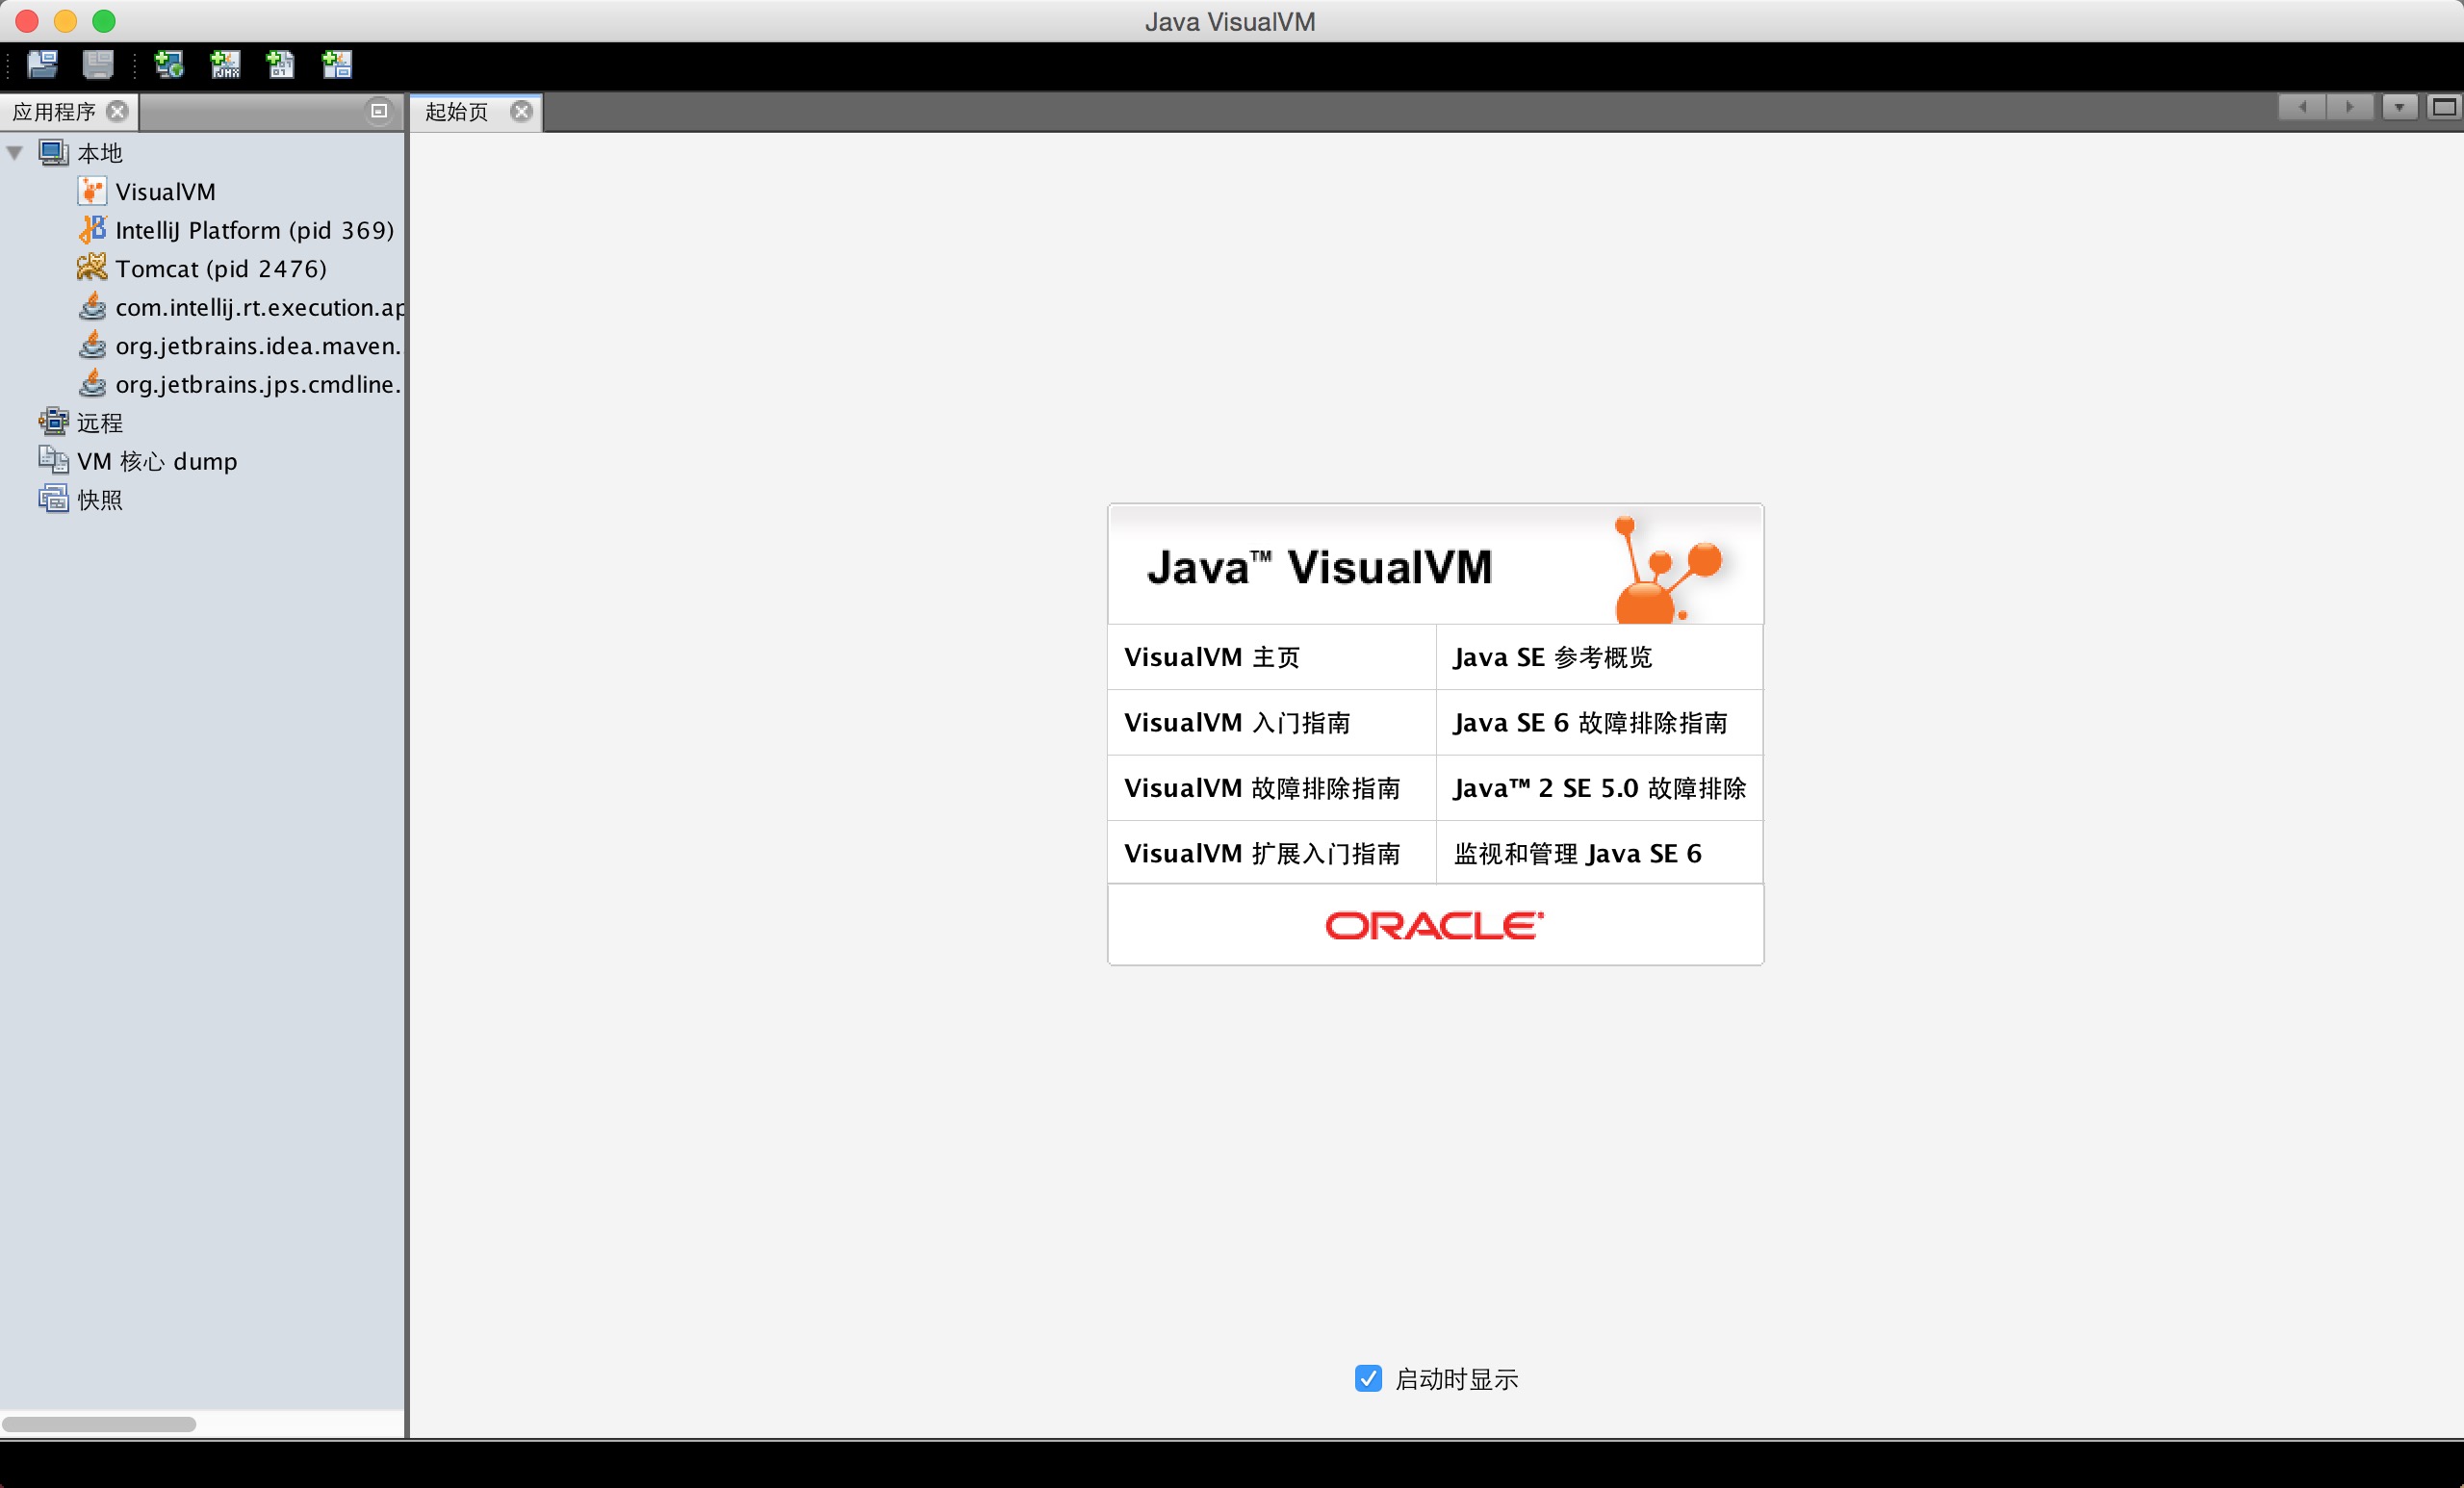 Java VisualVM
应用程序
起始页
本地
VisualVM
IntelliJ Platform (pid 369)
Tomcat (pid 2476)
com.intellij.rt.execution.ap
org.jetbrains.idea.maven.
org.jetbrains.jps.cmdline.
远程
VM 核心 dump
快照
Java™ VisualVM
VisualVM 主页
Java SE 参考概览
VisualVM 入门指南
Java SE 6 故障排除指南
VisualVM 故障排除指南
Java™ 2 SE 5.0 故障排除
VisualVM 扩展入门指南
监视和管理 Java SE 6
ORACLE
启动时显示